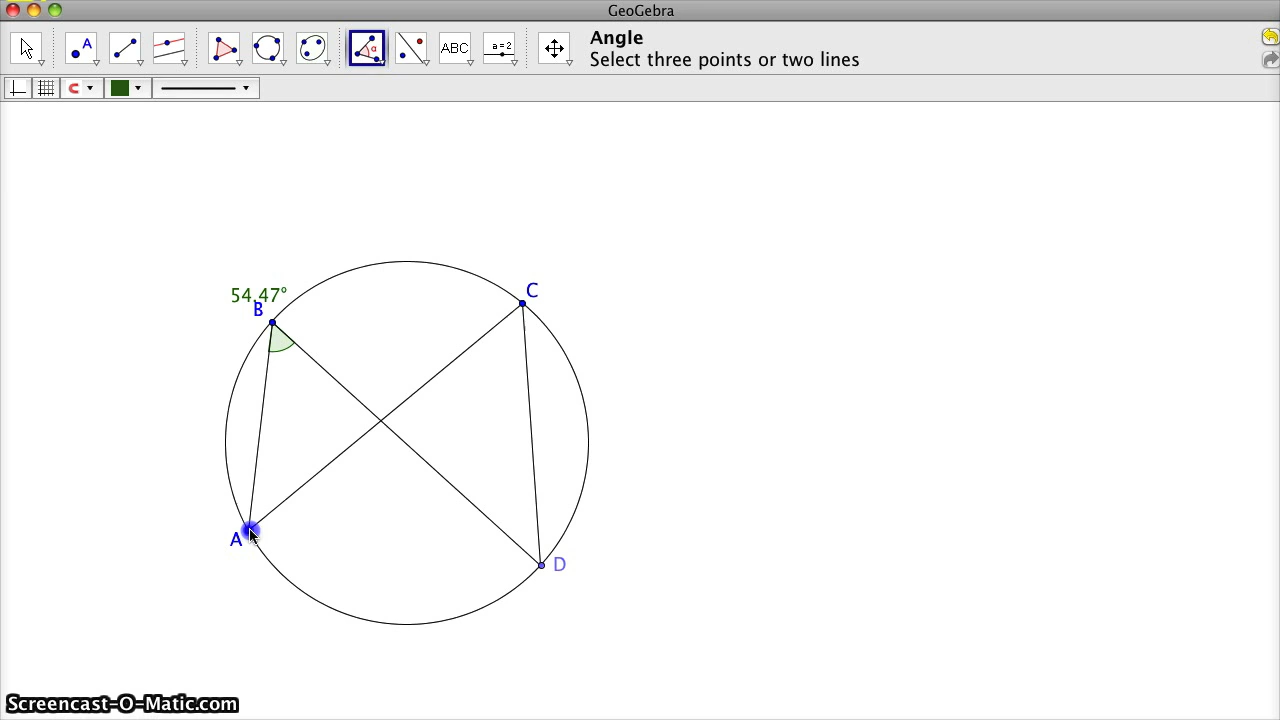 GeoGebra
A
ABC
a=2
Angle
Select three points or two lines
α
54.47°
B
C
A
D
Screencast-O-Matic.com